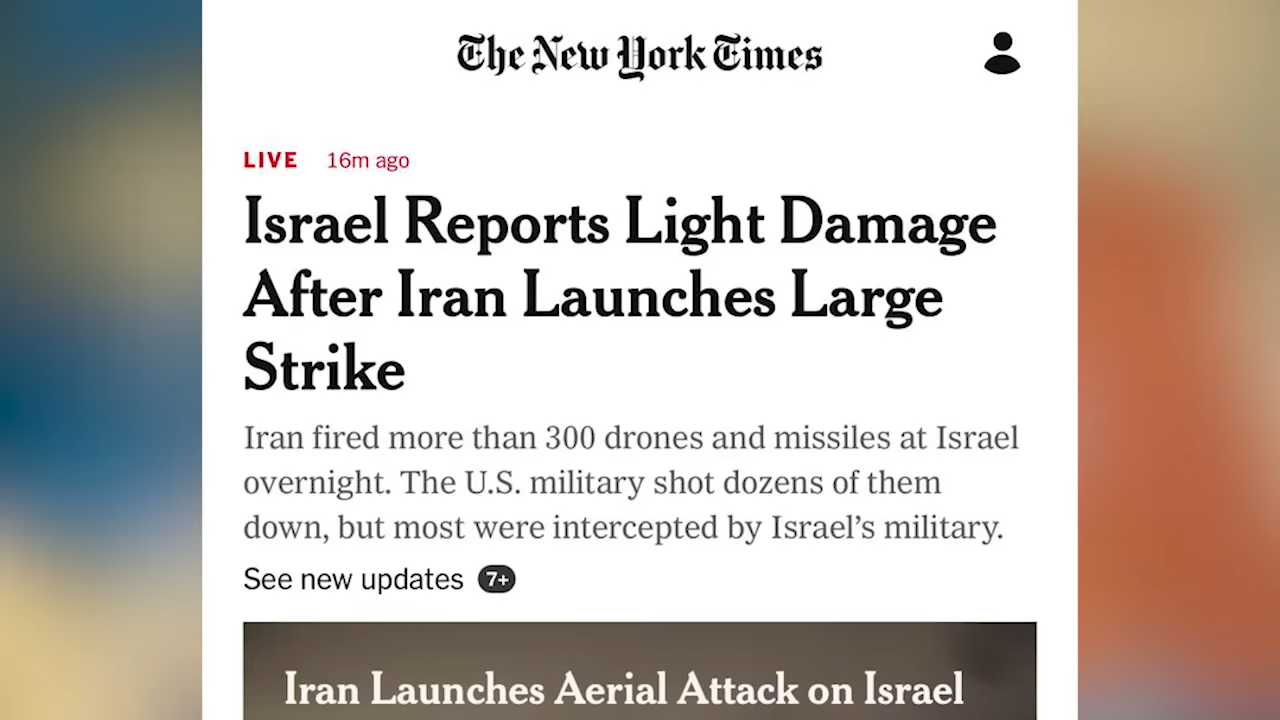 The New York Times
LIVE 16m ago
Israel Reports Light Damage
After Iran Launches Large
Strike
Iran fired more than 300 drones and missiles at Israel
overnight. The U.S. military shot dozens of them
down, but most were intercepted by Israel’s military.
See new updates 7+
Iran Launches Aerial Attack on Israel